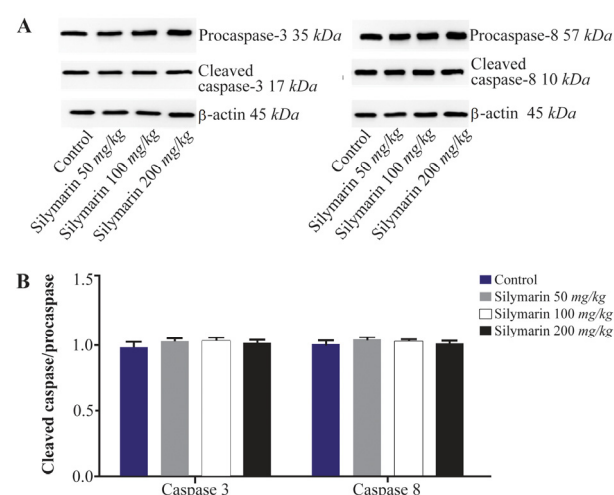 A
Procaspase-3 35 kDa
Cleaved
caspase-3 17 kDa
β-actin 45 kDa
Control
Silymarin 50 mg/kg
Silymarin 100 mg/kg
Silymarin 200 mg/kg
Procaspase-8 57 kDa
Cleaved
caspase-8 10 kDa
β-actin 45 kDa
Control
Silymarin 50 mg/kg
Silymarin 100 mg/kg
Silymarin 200 mg/kg
B
Cleaved caspase/procaspase
1.5
1.0
0.5
0.0
Caspase 3
Caspase 8
Control
Silymarin 50 mg/kg
Silymarin 100 mg/kg
Silymarin 200 mg/kg